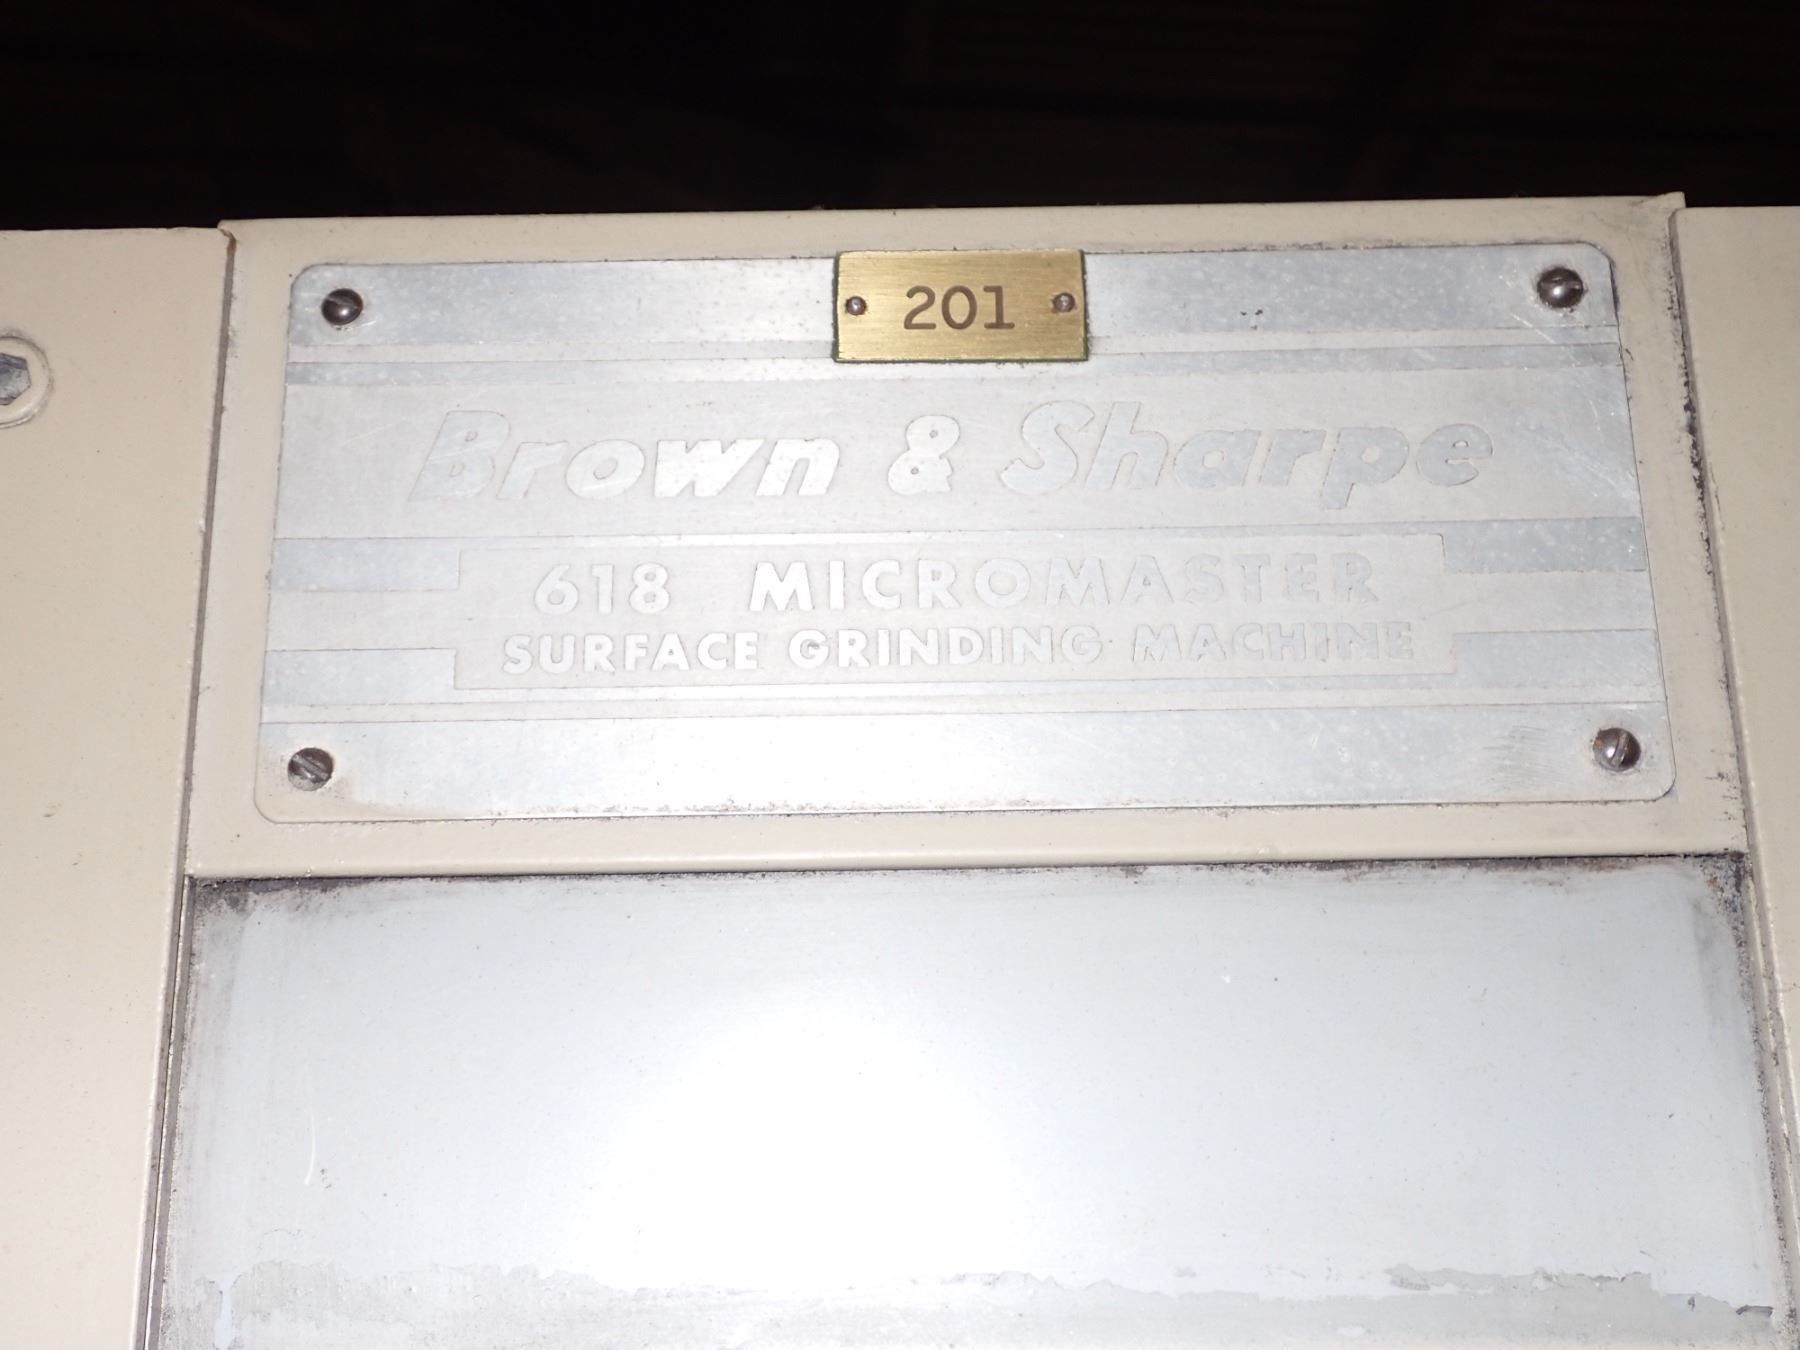 201
Brown & Sharpe
618 MICROMASTER
SURFACE GRINDING MACHINE